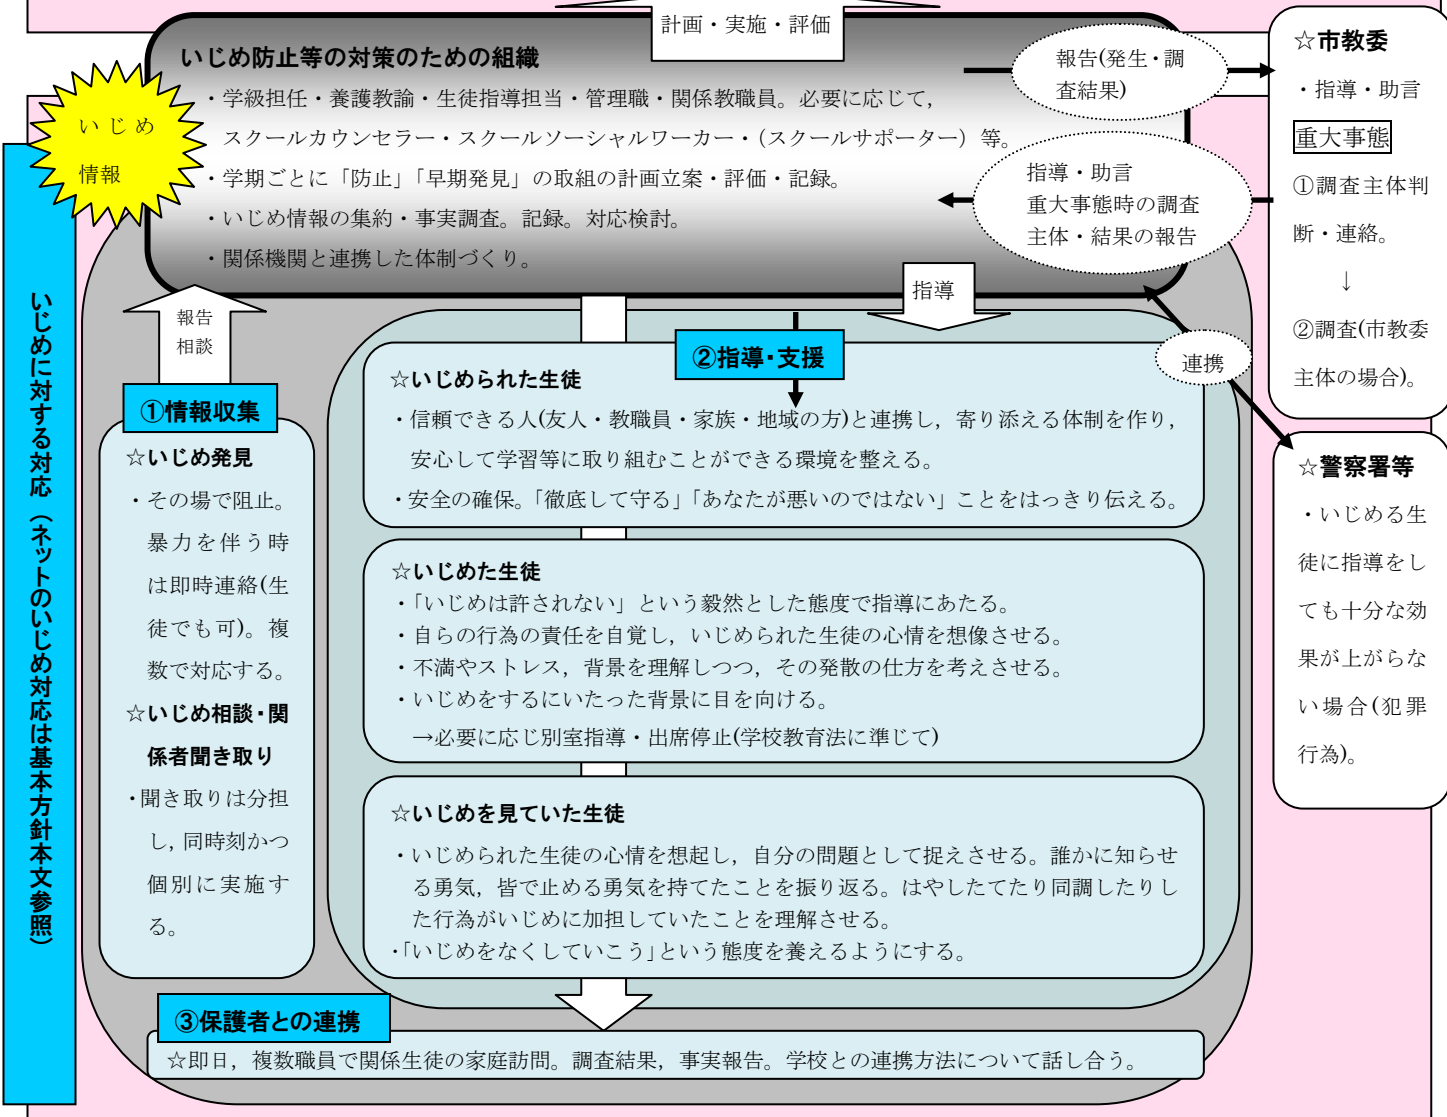 計画・実施・評価
いじめ防止等の対策のための組織
・学級担任・養護教諭・生徒指導担当・管理職・関係教職員。必要に応じて，
スクールカウンセラー・スクールソーシャルワーカー・（スクールサポーター）等。
・学期ごとに「防止」「早期発見」の取組の計画立案・評価・記録。
・いじめ情報の集約・事実調査。記録。対応検討。
・関係機関と連携した体制づくり。
いじめ
情報
報告(発生・調
査結果)
指導・助言
重大事態時の調査
主体・結果の報告
☆市教委
・指導・助言
重大事態
①調査主体判
断・連絡。
↓
②調査(市教委
主体の場合)。
連携
☆警察署等
・いじめる生
徒に指導をし
ても十分な効
果が上がらな
い場合(犯罪
行為)。
いじめに対する対応（ネットのいじめ対応は基本方針本文参照）
報告
相談
指導
①情報収集
☆いじめ発見
・その場で阻止。
暴力を伴う時
は即時連絡(生
徒でも可)。複
数で対応する。
☆いじめ相談・関
係者聞き取り
・聞き取りは分担
し，同時刻かつ
個別に実施す
る。
②指導・支援
☆いじめられた生徒
・信頼できる人(友人・教職員・家族・地域の方)と連携し，寄り添える体制を作り，
安心して学習等に取り組むことができる環境を整える。
・安全の確保。「徹底して守る」「あなたが悪いのではない」ことをはっきり伝える。
☆いじめた生徒
・「いじめは許されない」という毅然とした態度で指導にあたる。
・自らの行為の責任を自覚し，いじめられた生徒の心情を想像させる。
・不満やストレス，背景を理解しつつ，その発散の仕方を考えさせる。
・いじめをするにいたった背景に目を向ける。
→必要に応じ別室指導・出席停止(学校教育法に準じて)
☆いじめを見ていた生徒
・いじめられた生徒の心情を想起し，自分の問題として捉えさせる。誰かに知らせ
る勇気，皆で止める勇気を持てたことを振り返る。はやしたてたり同調したりし
た行為がいじめに加担していたことを理解させる。
・「いじめをなくしていこう」という態度を養えるようにする。
③保護者との連携
☆即日，複数職員で関係生徒の家庭訪問。調査結果，事実報告。学校との連携方法について話し合う。